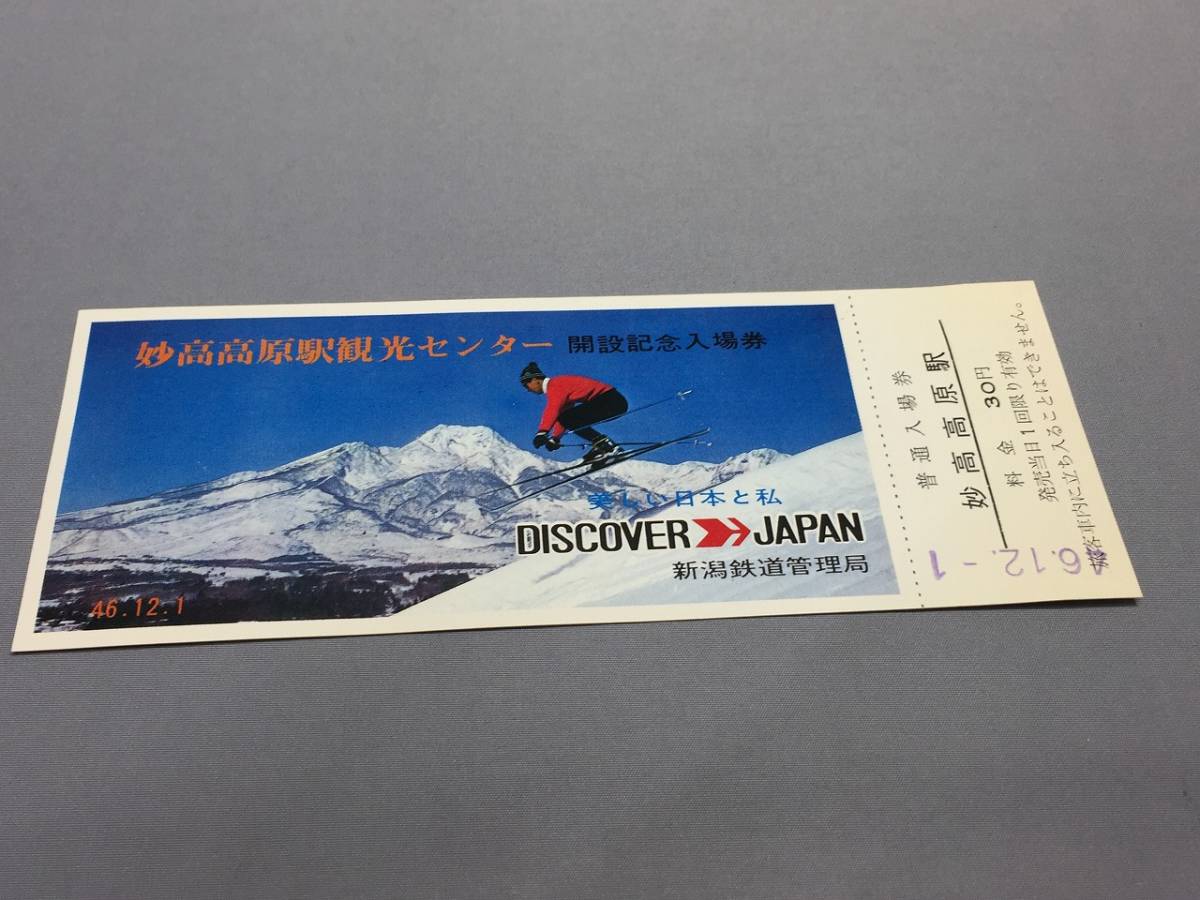 妙高高原駅観光センター 開設記念入場券
美しい日本と私
DISCOVER JAPAN
新潟鉄道管理局
46.12.1
普通入場券
妙高高原駅
料金 30円
発売当日1回限り有効
旅客車内に立ち入ることはできません。
46.12.-1